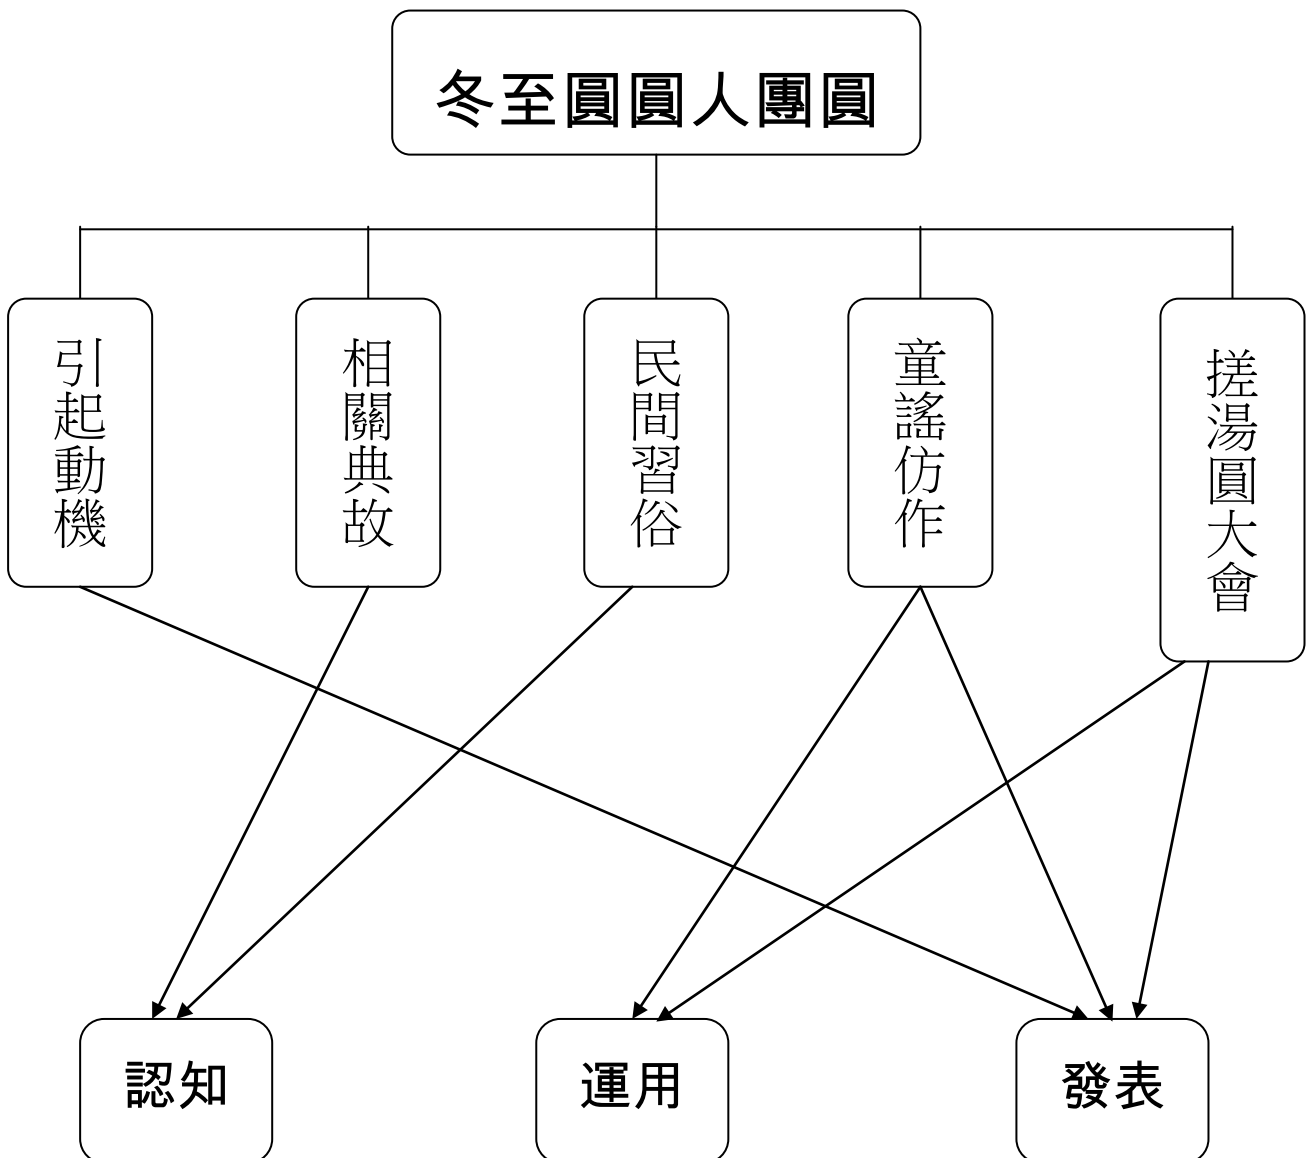 冬至圓圓人團圓
引起動機
相關典故
民間習俗
童謠仿作
搓湯圓大會
認知
運用
發表